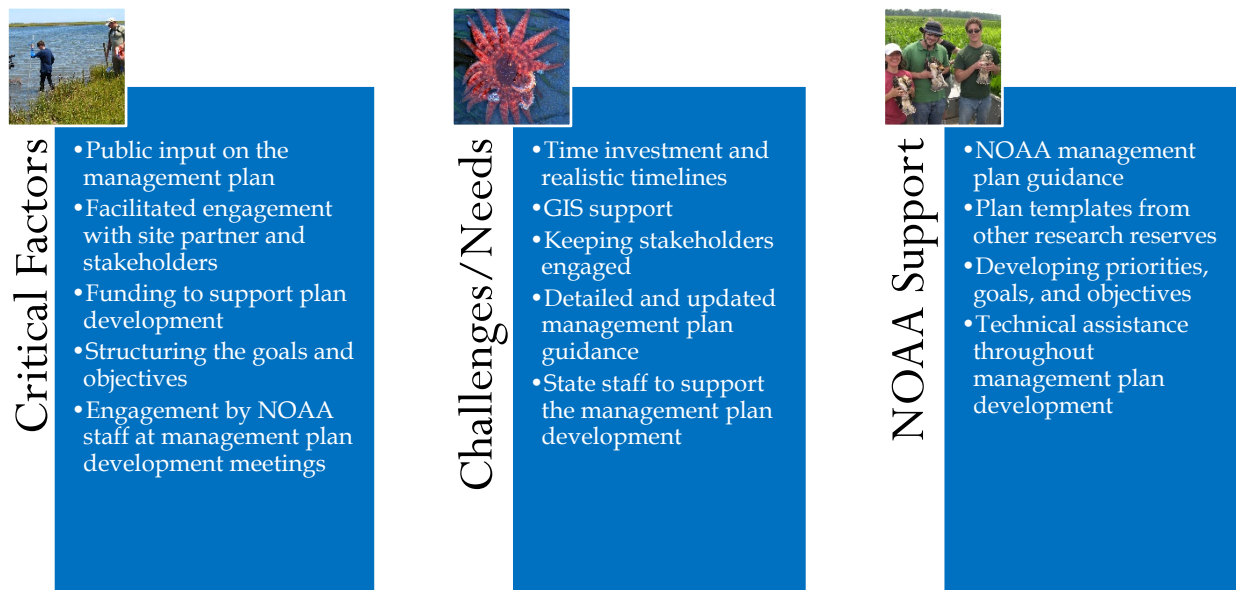 Critical Factors
•Public input on the
management plan
•Facilitated engagement
with site partner and
stakeholders
•Funding to support plan
development
•Structuring the goals and
objectives
•Engagement by NOAA
staff at management plan
development meetings
Challenges/Needs
•Time investment and
realistic timelines
•GIS support
•Keeping stakeholders
engaged
•Detailed and updated
management plan
guidance
•State staff to support
the management plan
development
NOAA Support
•NOAA management
plan guidance
•Plan templates from
other research reserves
•Developing priorities,
goals, and objectives
•Technical assistance
throughout
management plan
development